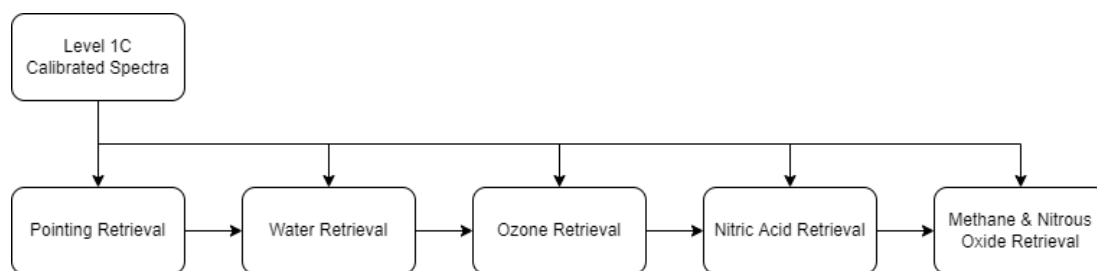 Level 1C
Calibrated Spectra
Pointing Retrieval
Water Retrieval
Ozone Retrieval
Nitric Acid Retrieval
Methane & Nitrous
Oxide Retrieval